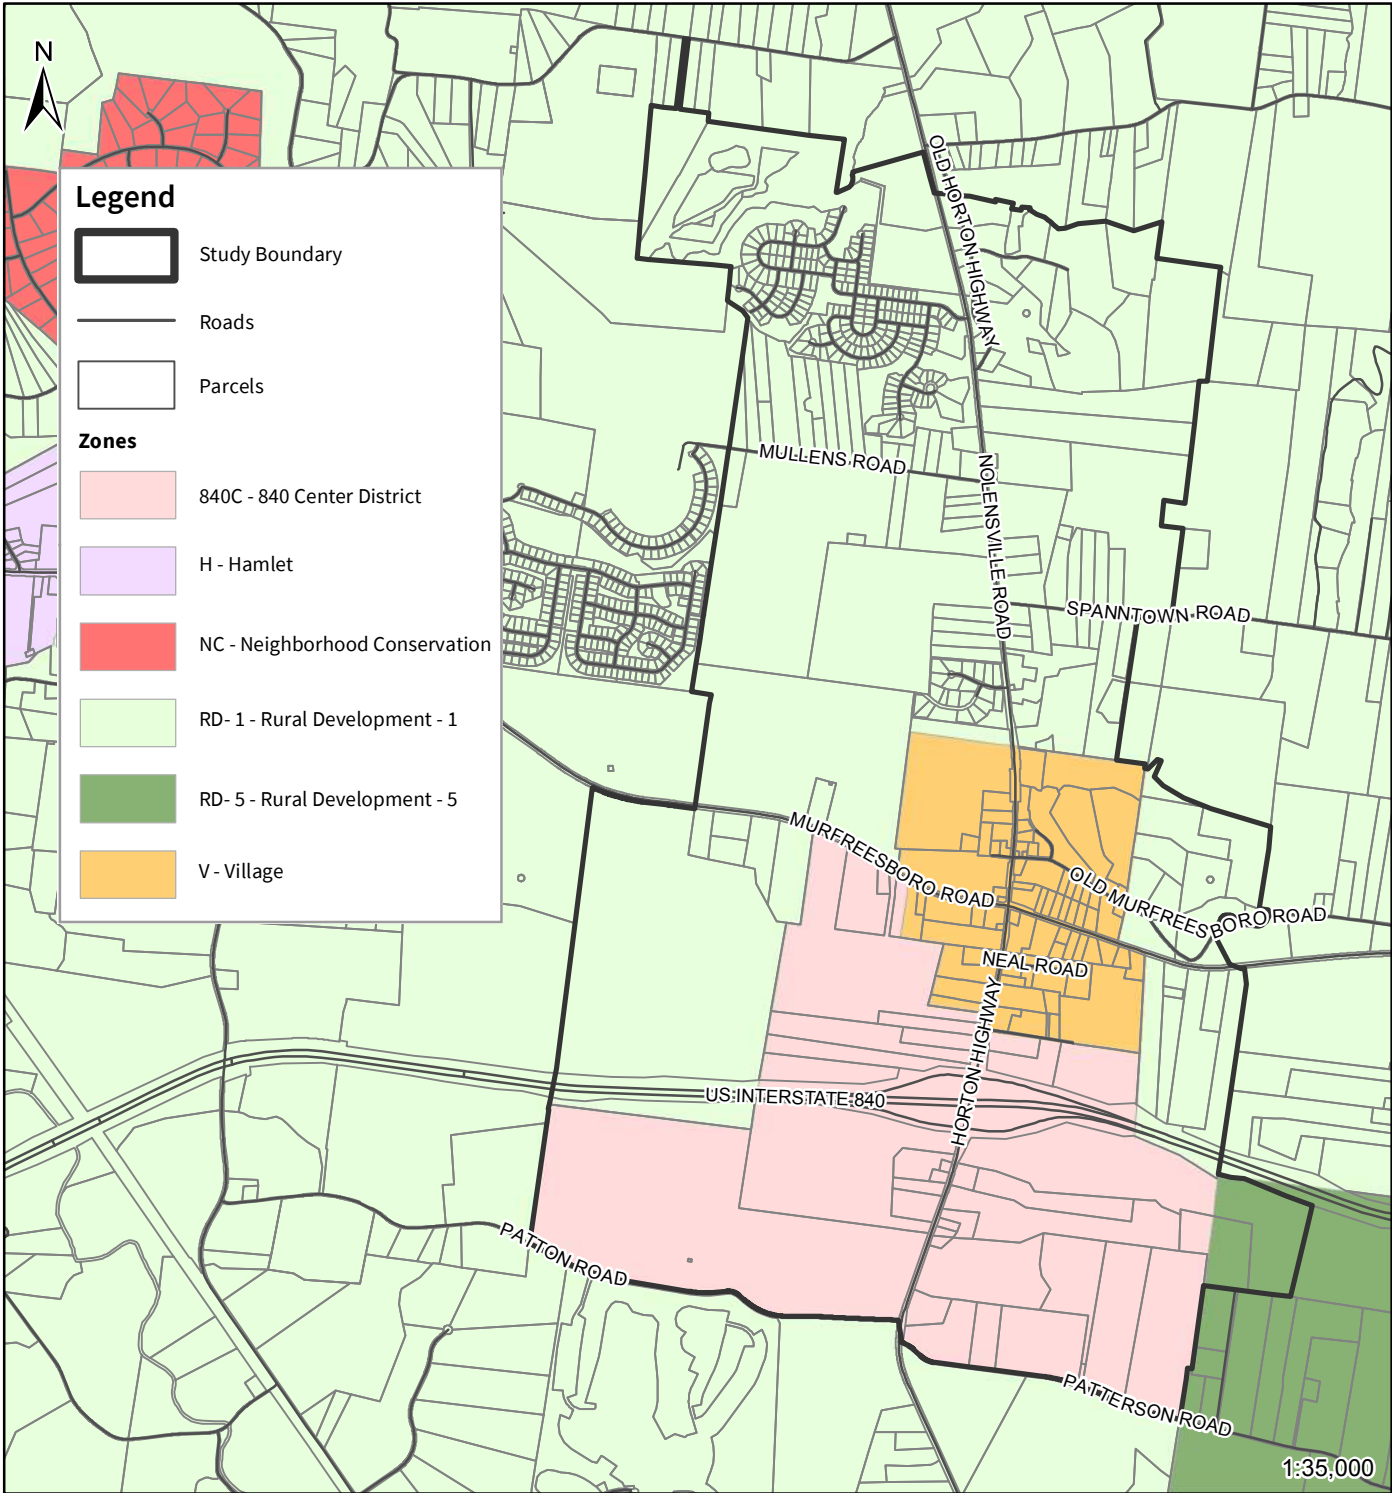 N
Legend
Study Boundary
Roads
Parcels
Zones
840C - 840 Center District
H - Hamlet
NC - Neighborhood Conservation
RD- 1 - Rural Development - 1
RD- 5 - Rural Development - 5
V - Village
OLD HORTON HIGHWAY
MULLENS ROAD
NOLENSVILLE ROAD
SPANNTOWN ROAD
MURFREESBORO ROAD
OLD MURFREESBORO ROAD
NEAL ROAD
HORTON HIGHWAY
US INTERSTATE 840
PATTON ROAD
PATTERSON ROAD
1:35,000